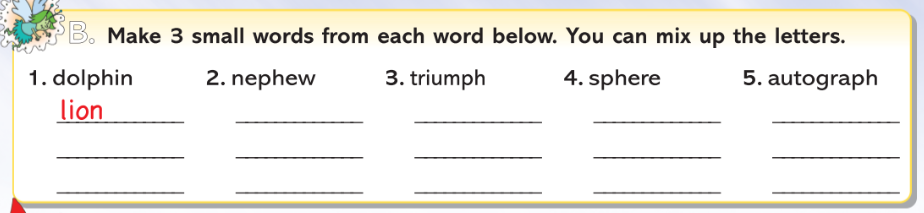 B. Make 3 small words from each word below. You can mix up the letters.
1. dolphin 2. nephew 3. triumph 4. sphere 5. autograph
lion